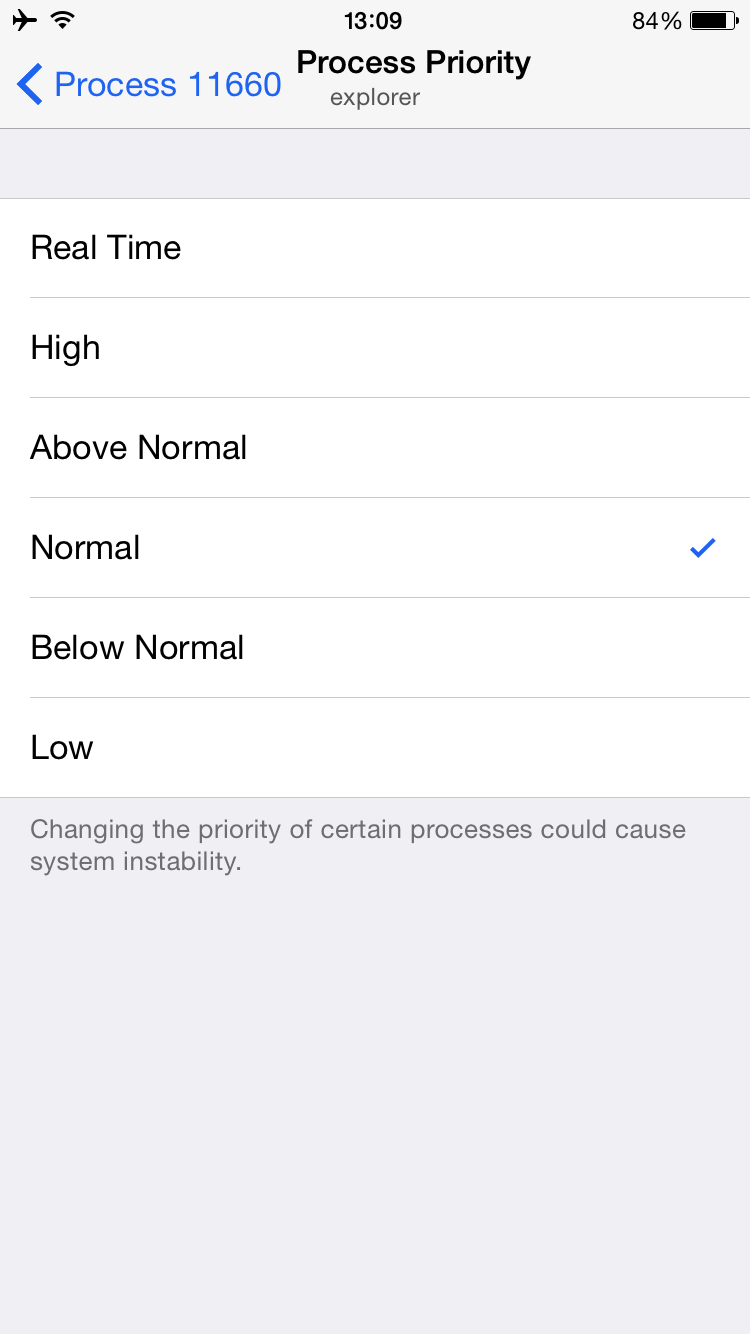 13:09
84%
Process 11660
Process Priority
explorer
Real Time
High
Above Normal
Normal
Below Normal
Low
Changing the priority of certain processes could cause
system instability.